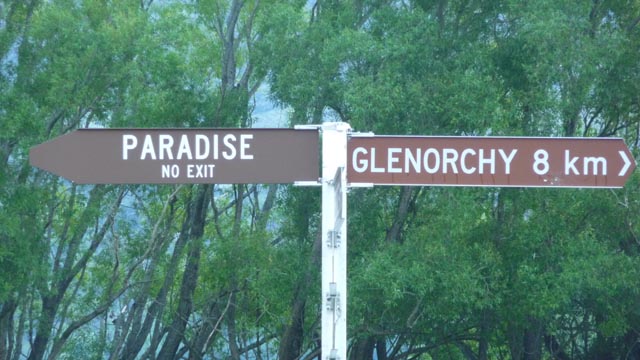 PARADISE
NO EXIT
GLENORCHY 8 km